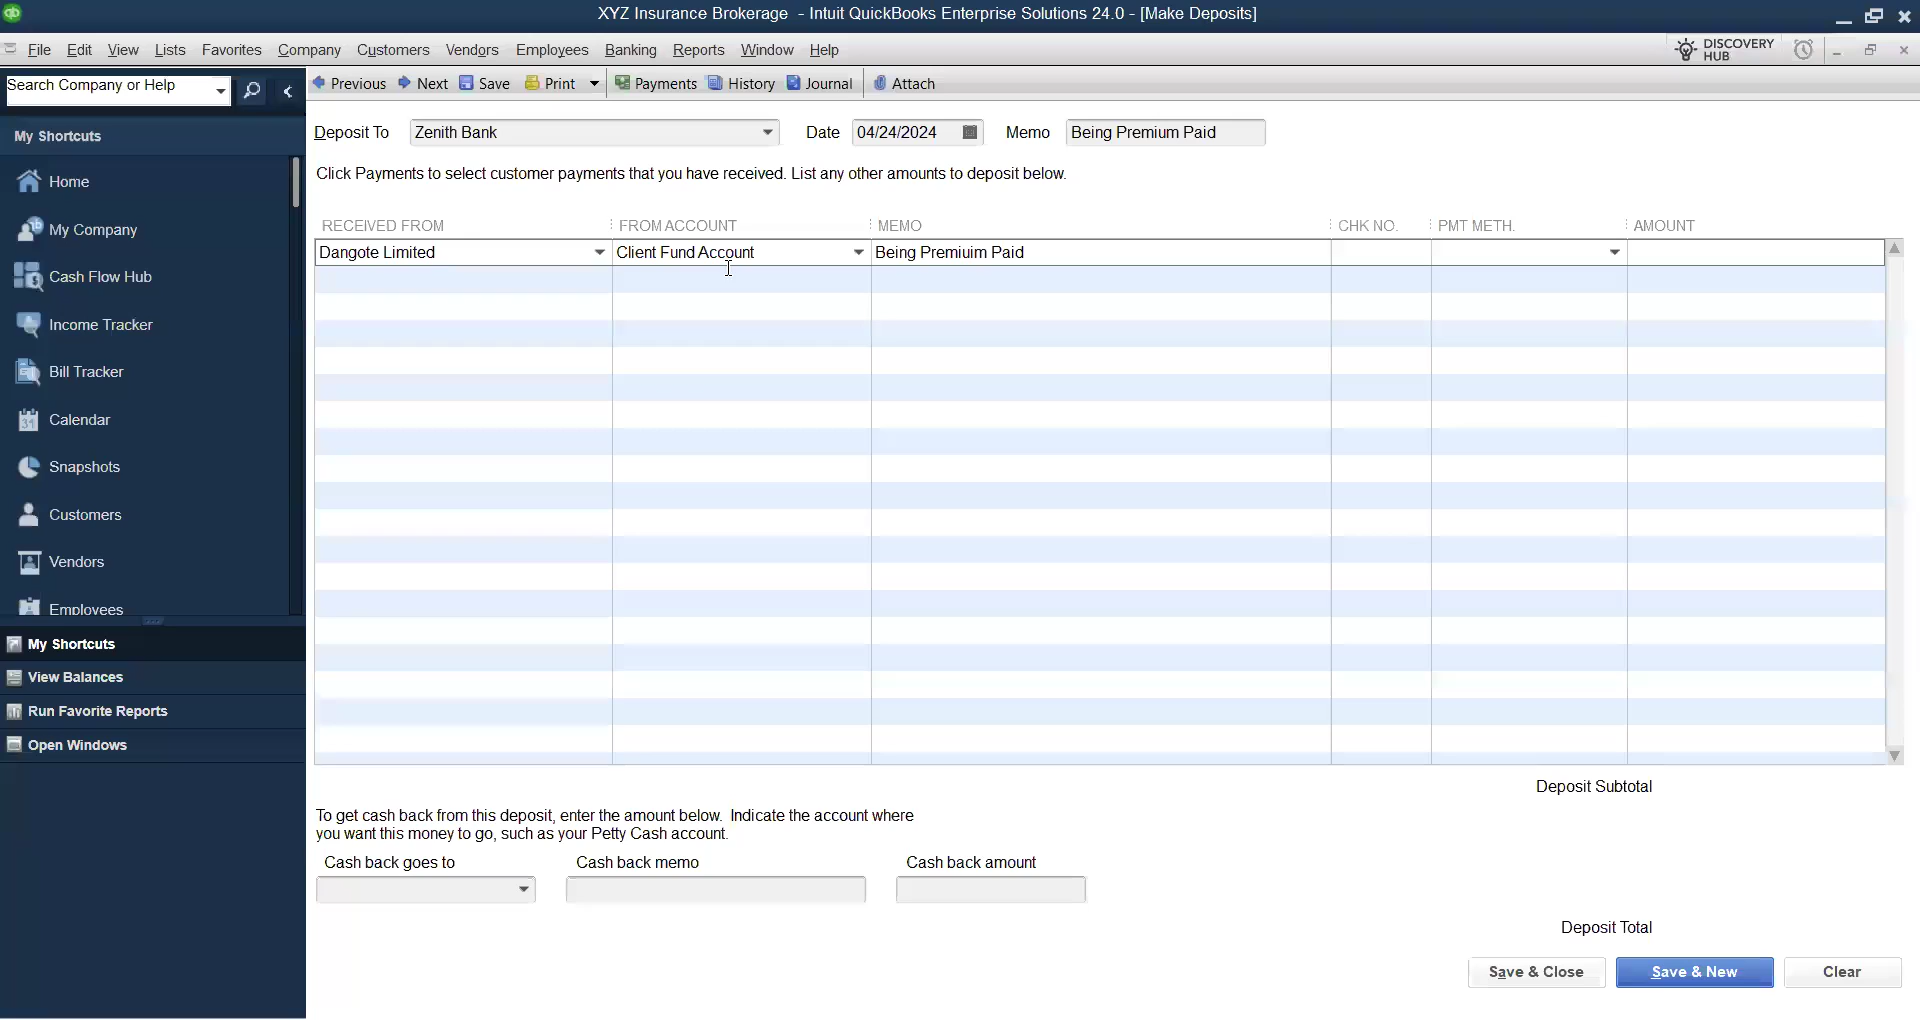 XYZ Insurance Brokerage - Intuit QuickBooks Enterprise Solutions 24.0 - [Make Deposits]
File Edit View Lists Favorites Company Customers Vendors Employees Banking Reports Window Help
DISCOVERY HUB
Search Company or Help
Previous Next Save Print Payments History Journal Attach
My Shortcuts
Home
My Company
Cash Flow Hub
Income Tracker
Bill Tracker
Calendar
Snapshots
Customers
Vendors
Employees
My Shortcuts
View Balances
Run Favorite Reports
Open Windows
Deposit To Zenith Bank Date 04/24/2024 Memo Being Premium Paid
Click Payments to select customer payments that you have received. List any other amounts to deposit below.
RECEIVED FROM FROM ACCOUNT MEMO CHK NO. PMT METH. AMOUNT
Dangote Limited Client Fund Account Being Premiuim Paid
Deposit Subtotal
To get cash back from this deposit, enter the amount below. Indicate the account where
you want this money to go, such as your Petty Cash account.
Cash back goes to Cash back memo Cash back amount
Deposit Total
Save & Close Save & New Clear